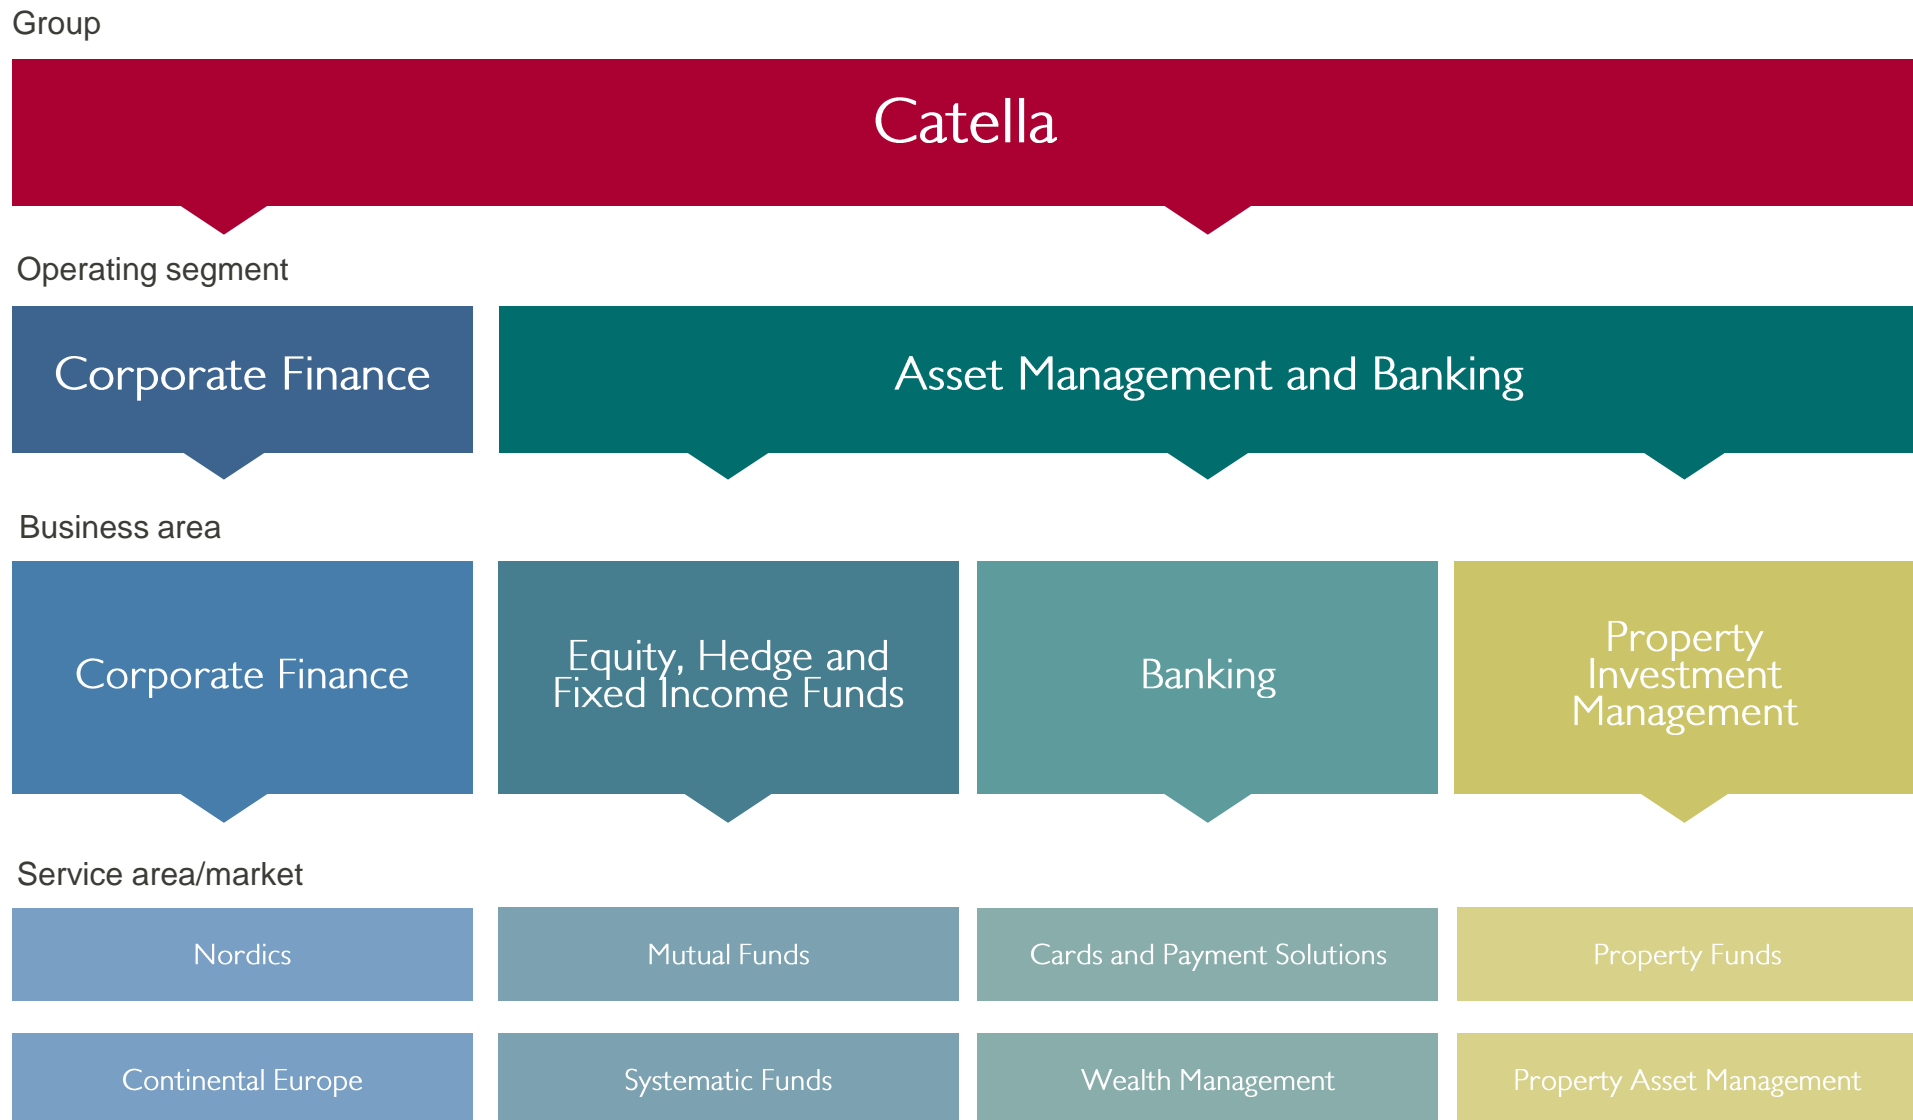 Group
Catella
Operating segment
Corporate Finance
Asset Management and Banking
Business area
Corporate Finance
Equity, Hedge and
Fixed Income Funds
Banking
Property
Investment
Management
Service area/market
Nordics
Mutual Funds
Cards and Payment Solutions
Property Funds
Continental Europe
Systematic Funds
Wealth Management
Property Asset Management